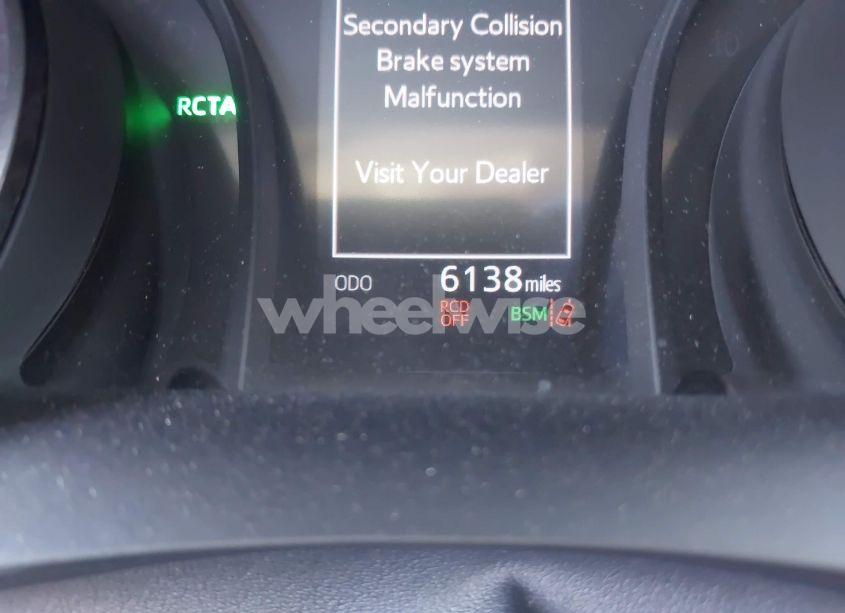 Secondary Collision
Brake system
Malfunction
RCTA
Visit Your Dealer
ODO 6138 miles
wheelwise
RCD
OFF
BSM